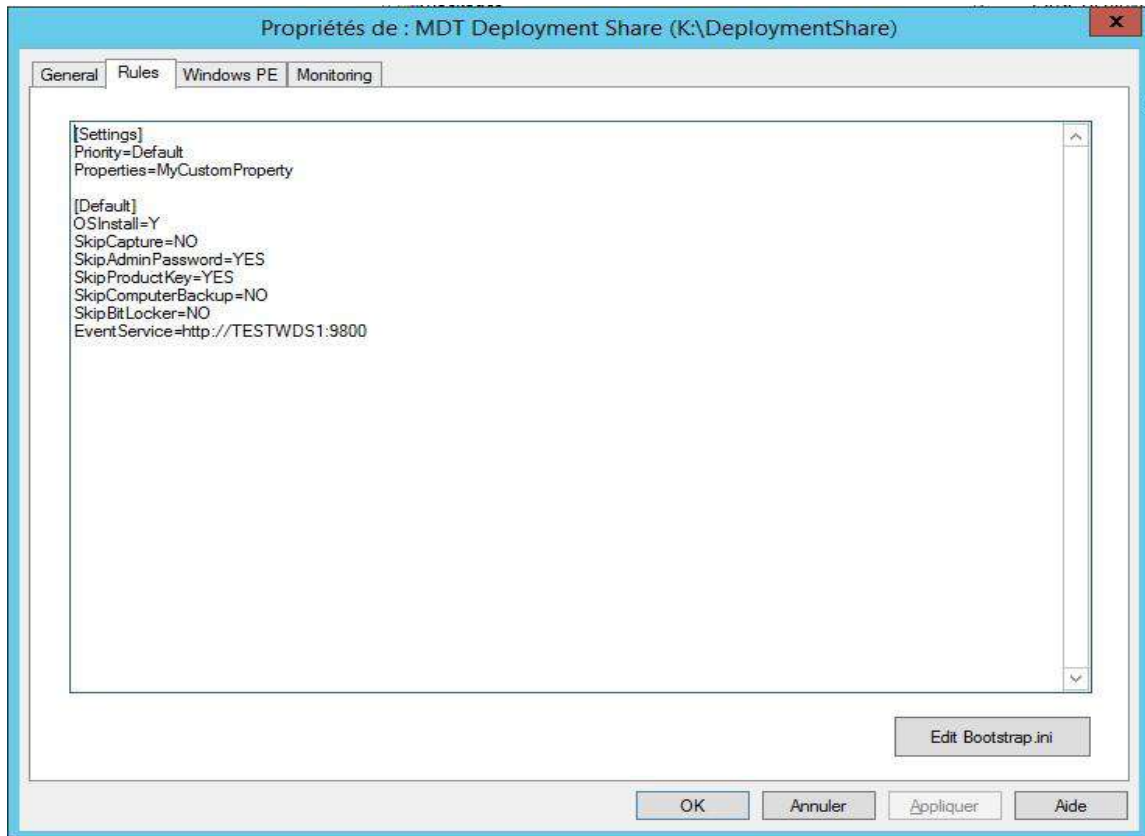 Propriétés de : MDT Deployment Share (K:\DeploymentShare)
x
General Rules Windows PE Monitoring
[Settings]
Priority=Default
Properties=MyCustomProperty
[Default]
OSInstall=Y
SkipCapture=NO
SkipAdminPassword=YES
SkipProductKey=YES
SkipComputerBackup=NO
SkipBitLocker=NO
EventService=http://TESTWDS1:9800
Edit Bootstrap.ini
OK Annuler Appliquer Aide